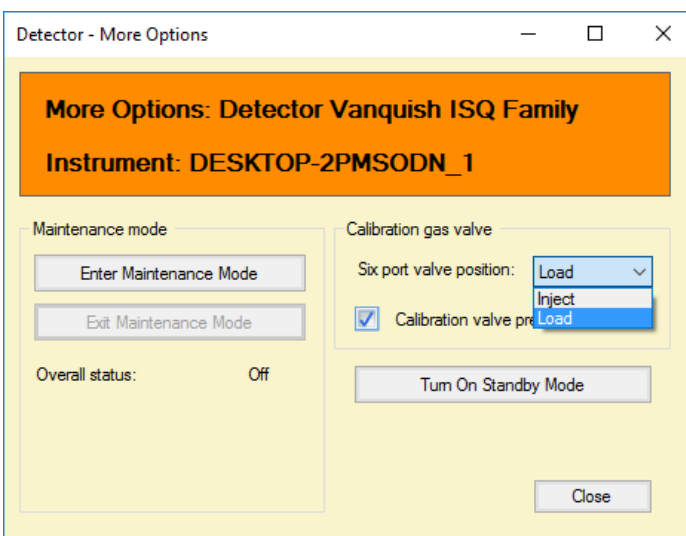 Detector - More Options
More Options: Detector Vanquish ISQ Family
Instrument: DESKTOP-2PMSODN_1
Maintenance mode
Enter Maintenance Mode
Exit Maintenance Mode
Overall status: Off
Calibration gas valve
Six port valve position: Load
Inject
Load
Calibration valve
Turn On Standby Mode
Close